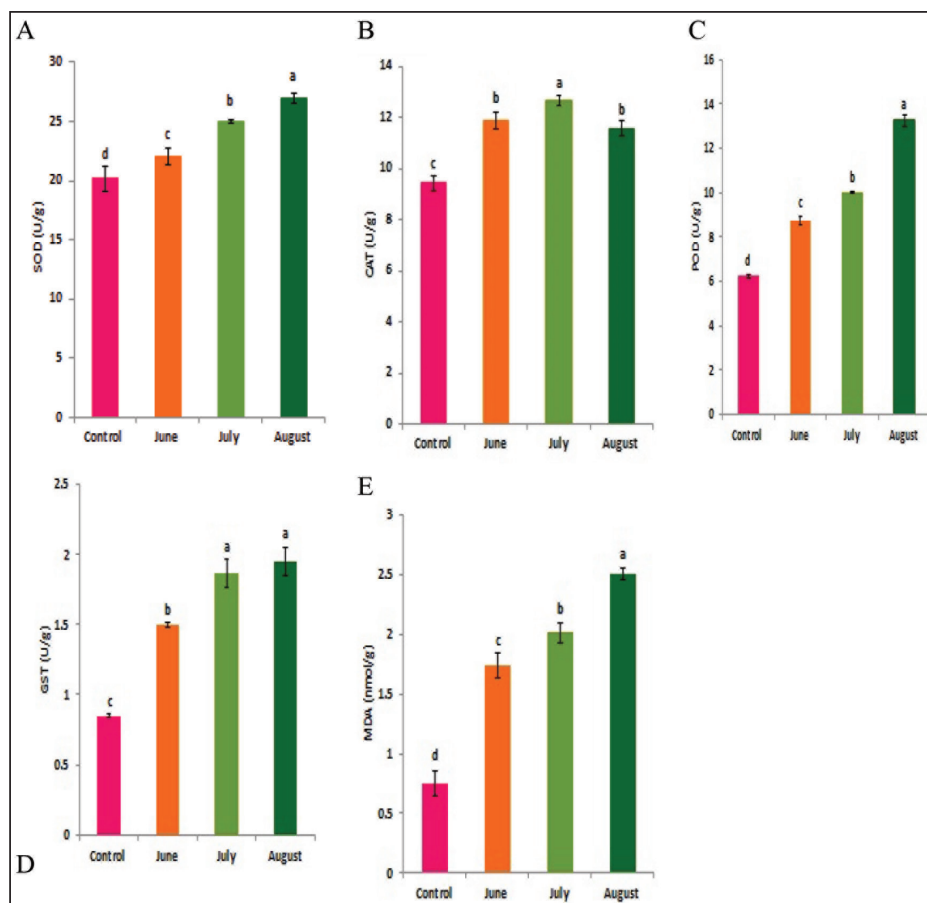 A
30
25
20
15
10
5
0
SOD (U/g)
d
c
b
a
Control June July August
B
14
12
10
8
6
4
2
0
CAT (U/g)
c
b
a
b
Control June July August
C
16
14
12
10
8
6
4
2
0
POD (U/g)
d
c
b
a
Control June July August
2.5
2
1.5
1
0.5
0
GST (U/g)
c
b
a
a
Control June July August
D
E
3
2.5
2
1.5
1
0.5
0
MDA (nmol/g)
d
c
b
a
Control June July August